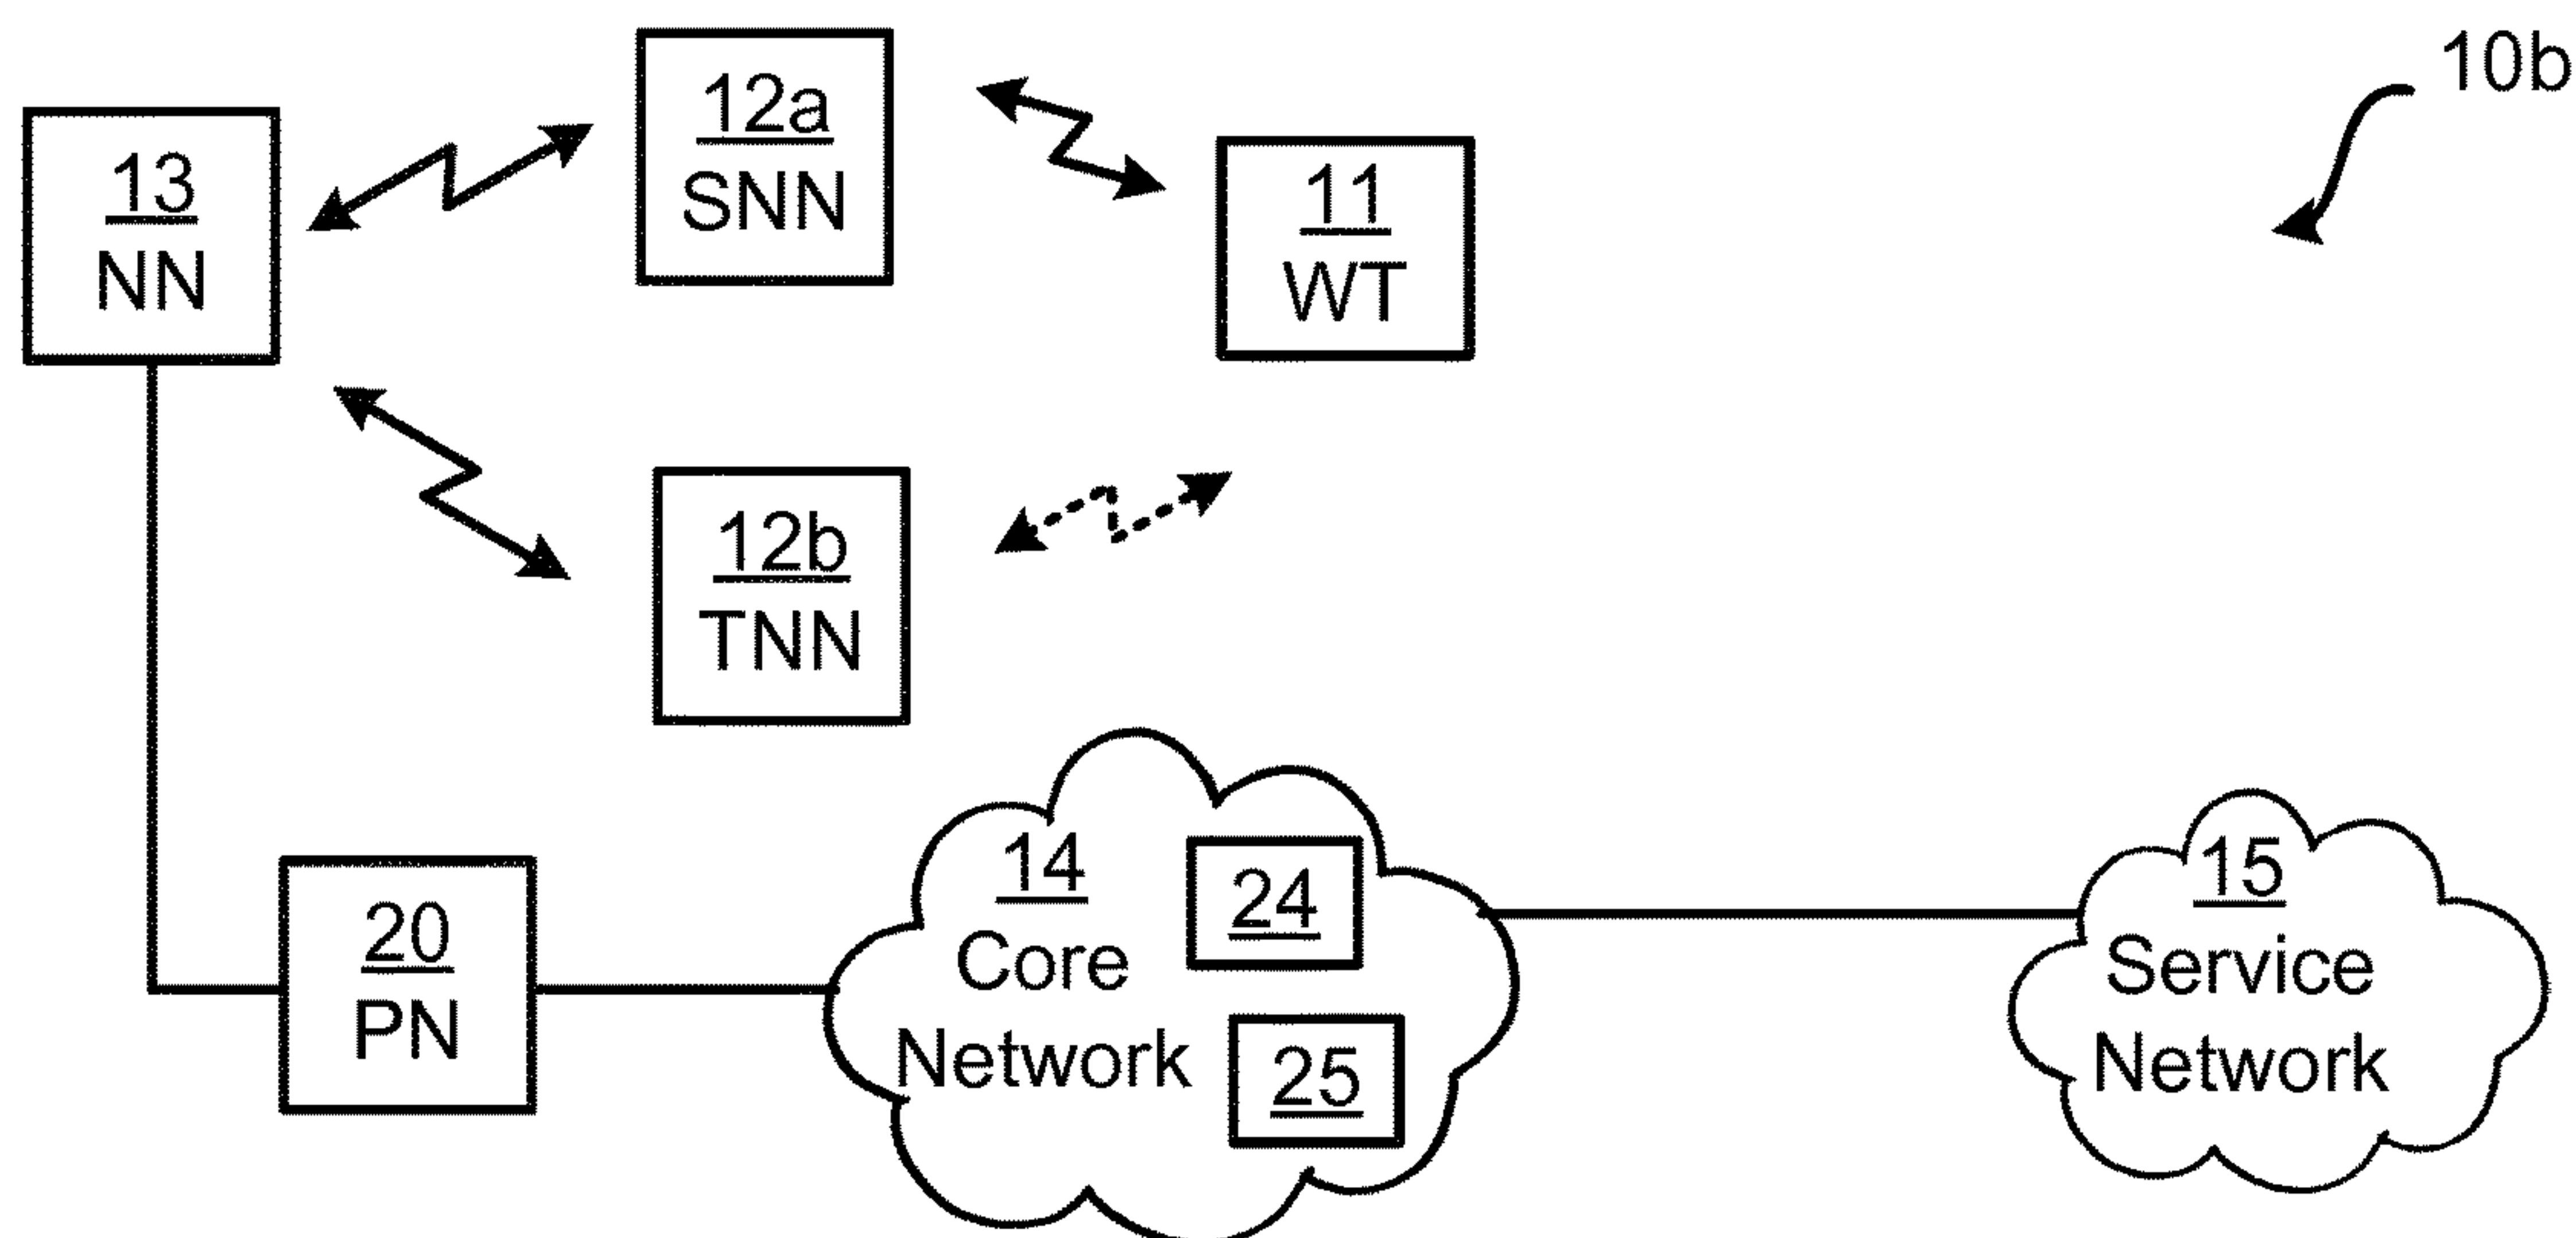 10b
12a
SNN
13
NN
11
WT
12b
TNN
14
Core
Network
24
25
15
Service
Network
20
PN